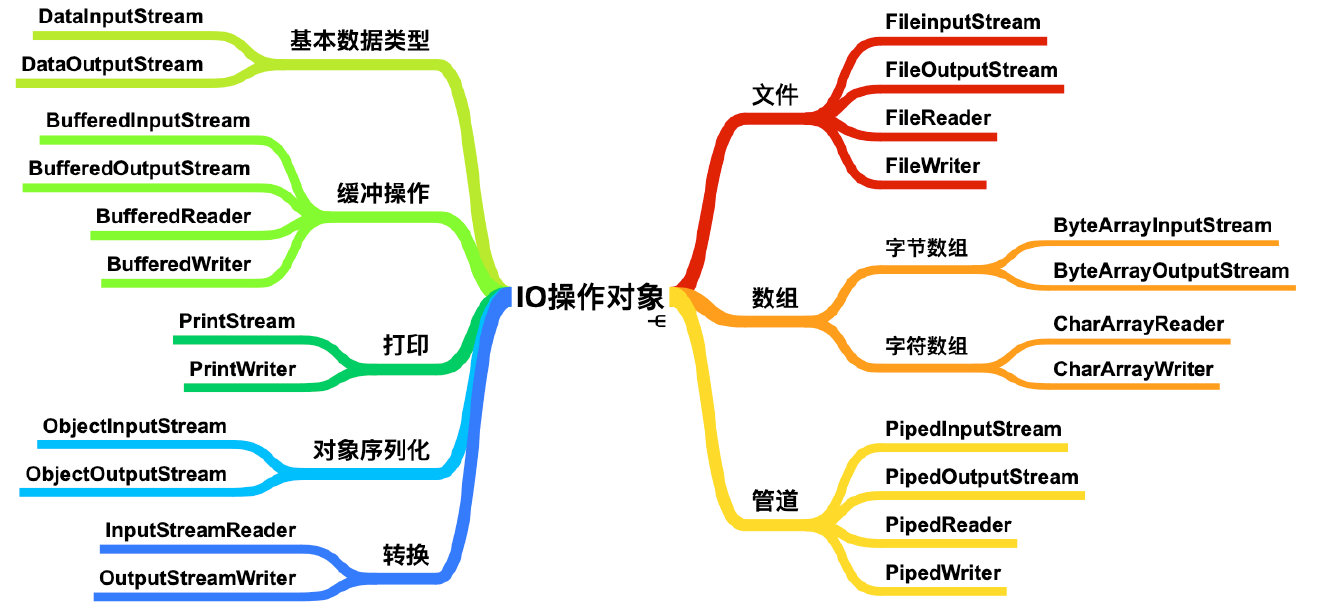 IO操作对象
基本数据类型
DataInputStream
DataOutputStream
缓冲操作
BufferedInputStream
BufferedOutputStream
BufferedReader
BufferedWriter
打印
PrintStream
PrintWriter
对象序列化
ObjectInputStream
ObjectOutputStream
转换
InputStreamReader
OutputStreamWriter
文件
FileinputStream
FileOutputStream
FileReader
FileWriter
数组
字节数组
ByteArrayInputStream
ByteArrayOutputStream
字符数组
CharArrayReader
CharArrayWriter
管道
PipedInputStream
PipedOutputStream
PipedReader
PipedWriter